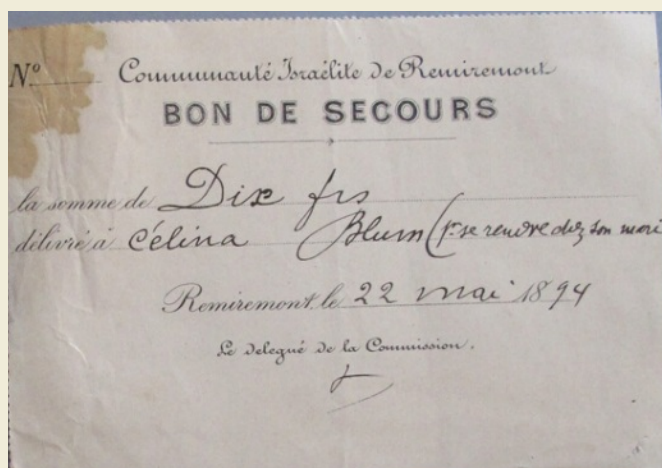 N°
Communauté Israélite de Remiremont
BON DE SECOURS
la somme de Dix frs
délivré à Célina Blum (pr se rendre chez son mari
Remiremont, le 22 mai 1894
Le délégué de la Commission.